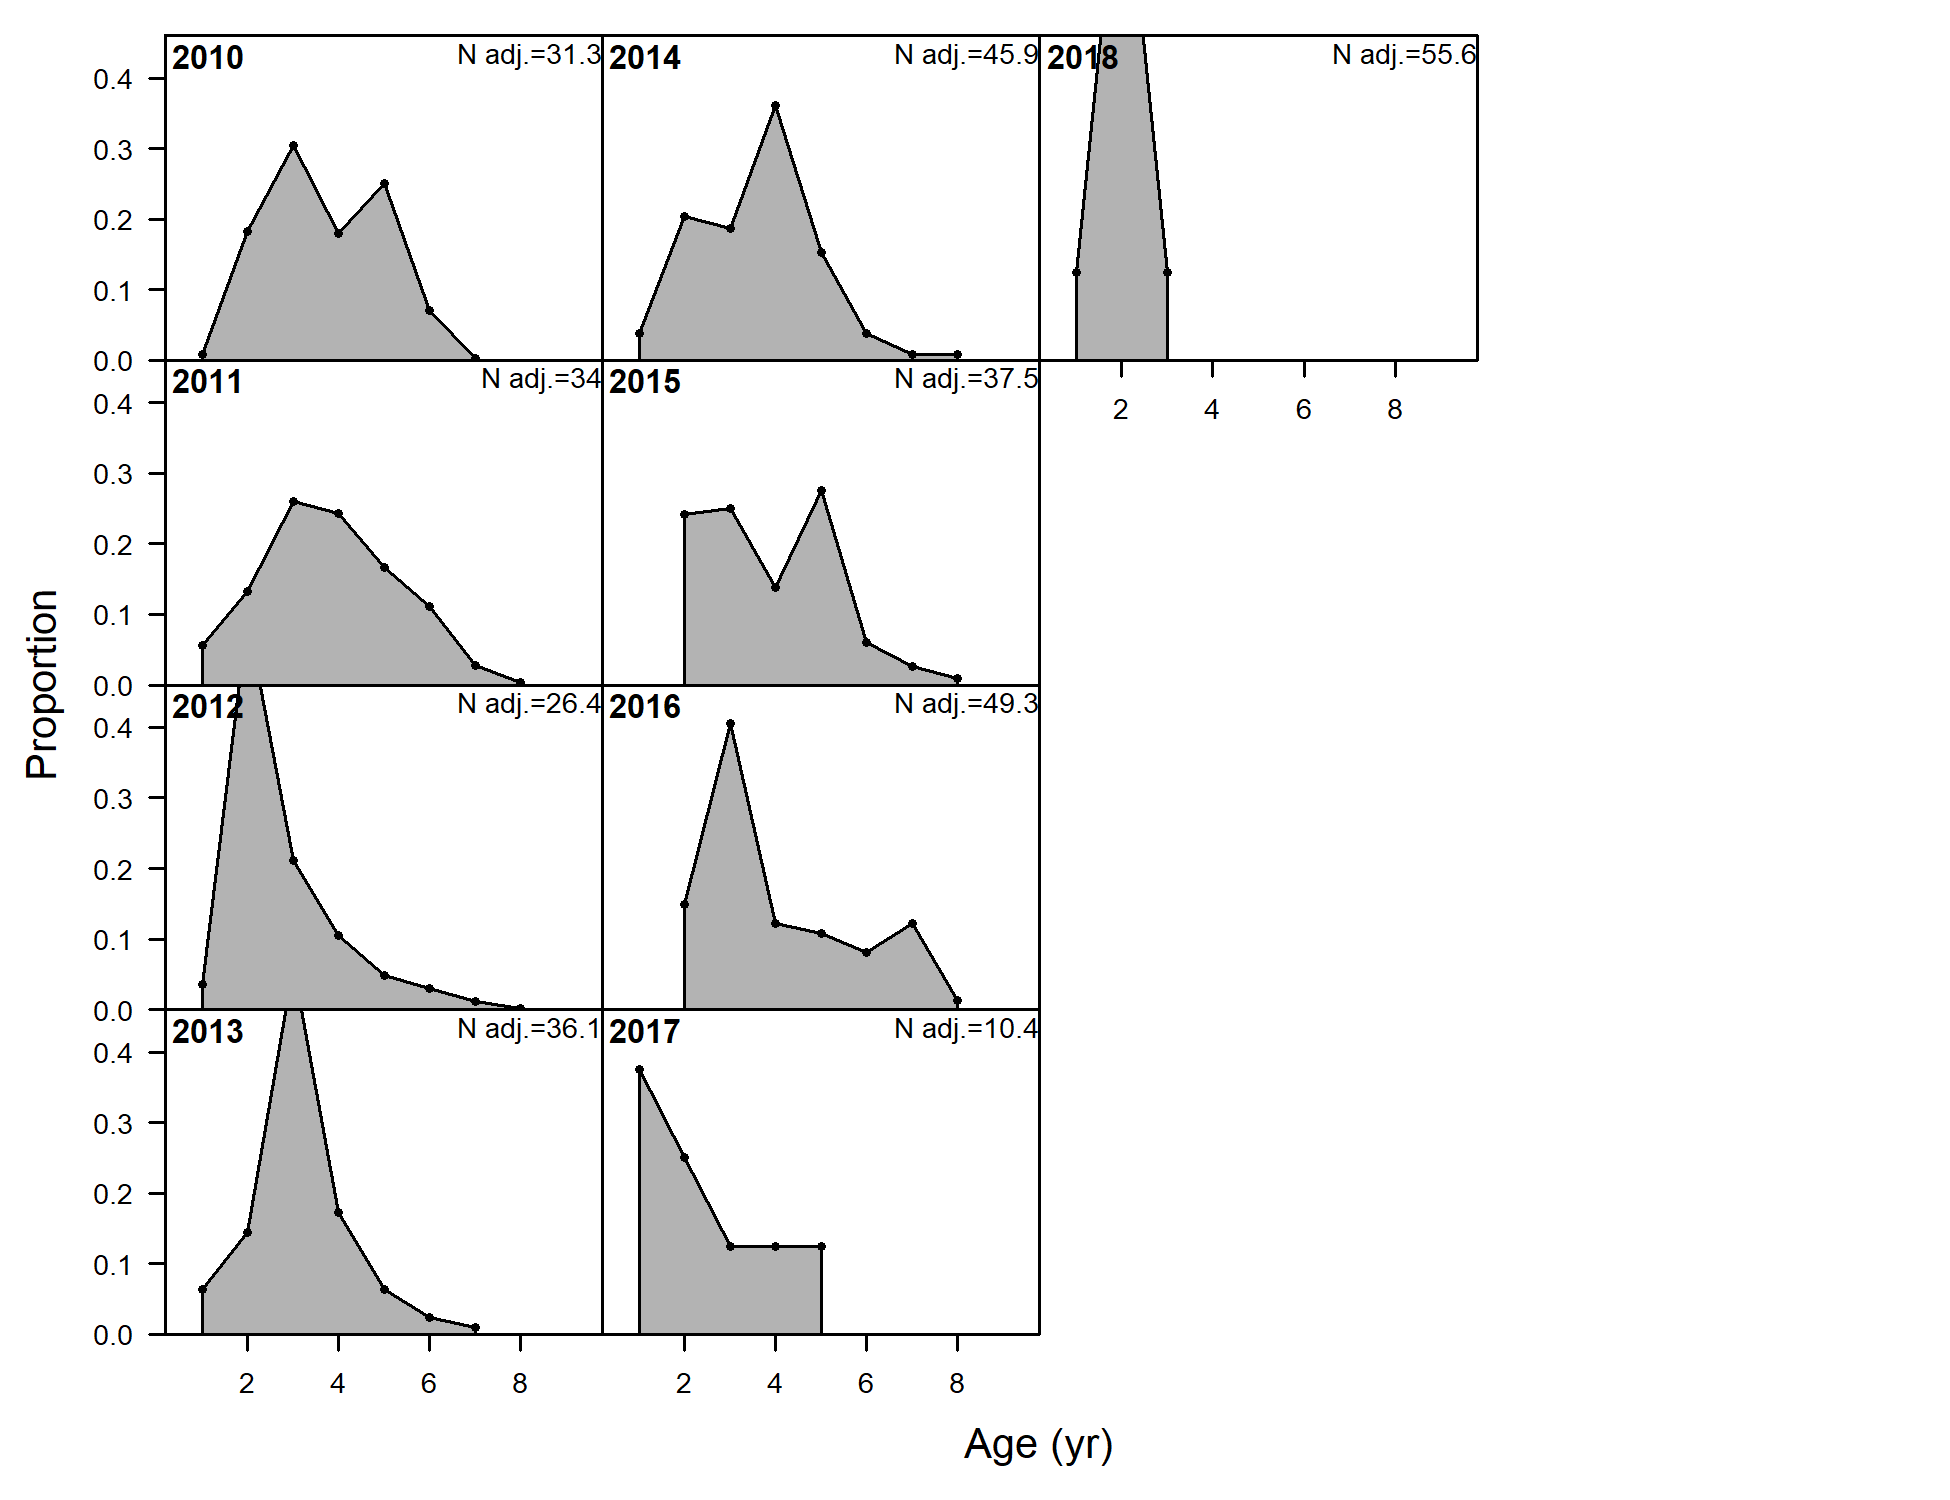 2010 N adj.=31.3
2014 N adj.=45.9
2018 N adj.=55.6
0.4
0.3
0.2
0.1
0.0
2 4 6 8
2011 N adj.=34
2015 N adj.=37.5
0.4
0.3
0.2
0.1
0.0
2012 N adj.=26.4
2016 N adj.=49.3
0.4
0.3
0.2
0.1
0.0
2013 N adj.=36.1
2017 N adj.=10.4
0.4
0.3
0.2
0.1
0.0
2 4 6 8
2 4 6 8
Proportion
Age (yr)